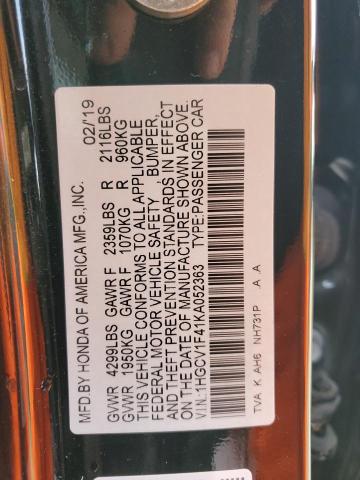 MFD.BY HONDA OF AMERICA MFG.,INC. 02/'19
GVWR 4299LBS GAWR F 2359LBS R 2116LBS
GVWR 1950KG GAWR F 1070KG R 960KG
THIS VEHICLE CONFORMS TO ALL APPLICABLE
FEDERAL MOTOR VEHICLE SAFETY BUMPER,
AND THEFT PREVENTION STANDARDS IN EFFECT
ON THE DATE OF MANUFACTURE SHOWN ABOVE.
V.I.N.:1HGCV1F41KA052363 TYPE:PASSENGER CAR
TVA K AH6 NH731P A A